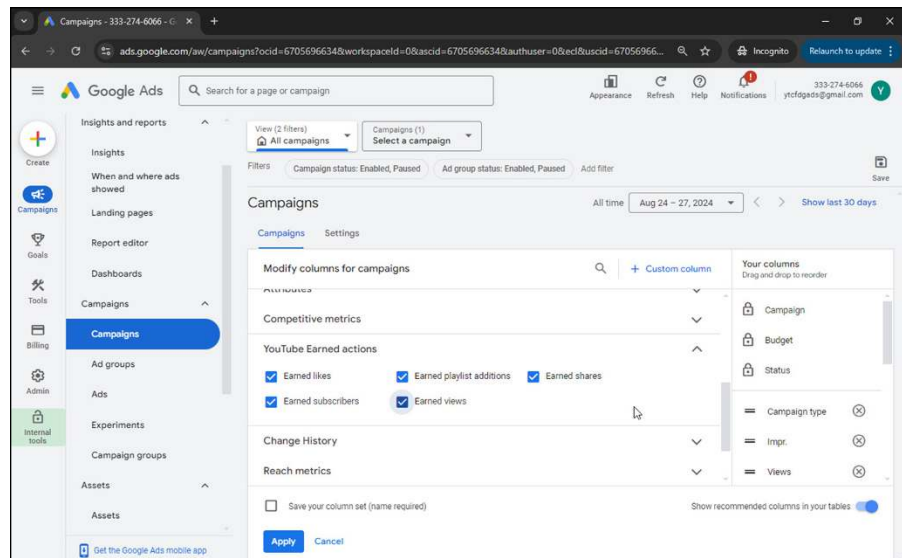 Campaigns - 333-274-6066 - G
ads.google.com/aw/campaigns?ocid=6705696634&workspaceId=0&ascid=6705696634&authuser=0&ecl&uscid=67056966...
Incognito
Relaunch to update
Google Ads
Search for a page or campaign
Appearance
Refresh
Help
Notifications
333-274-6066
ytcfdgads@gmail.com
Y
Create
Campaigns
Goals
Tools
Billing
Admin
Internal
tools
Insights and reports
Insights
When and where ads
showed
Landing pages
Report editor
Dashboards
Campaigns
Campaigns
Ad groups
Ads
Experiments
Campaign groups
Assets
Assets
Get the Google Ads mobile app
View (2 filters)
All campaigns
Campaigns (1)
Select a campaign
Filters
Campaign status: Enabled, Paused
Ad group status: Enabled, Paused
Add filter
Save
Campaigns
All time
Aug 24 – 27, 2024
Show last 30 days
Campaigns
Settings
Modify columns for campaigns
+ Custom column
Attributes
Competitive metrics
YouTube Earned actions
Earned likes
Earned playlist additions
Earned shares
Earned subscribers
Earned views
Change History
Reach metrics
Your columns
Drag and drop to reorder
Campaign
Budget
Status
Campaign type
Impr.
Views
Save your column set (name required)
Show recommended columns in your tables
Apply
Cancel